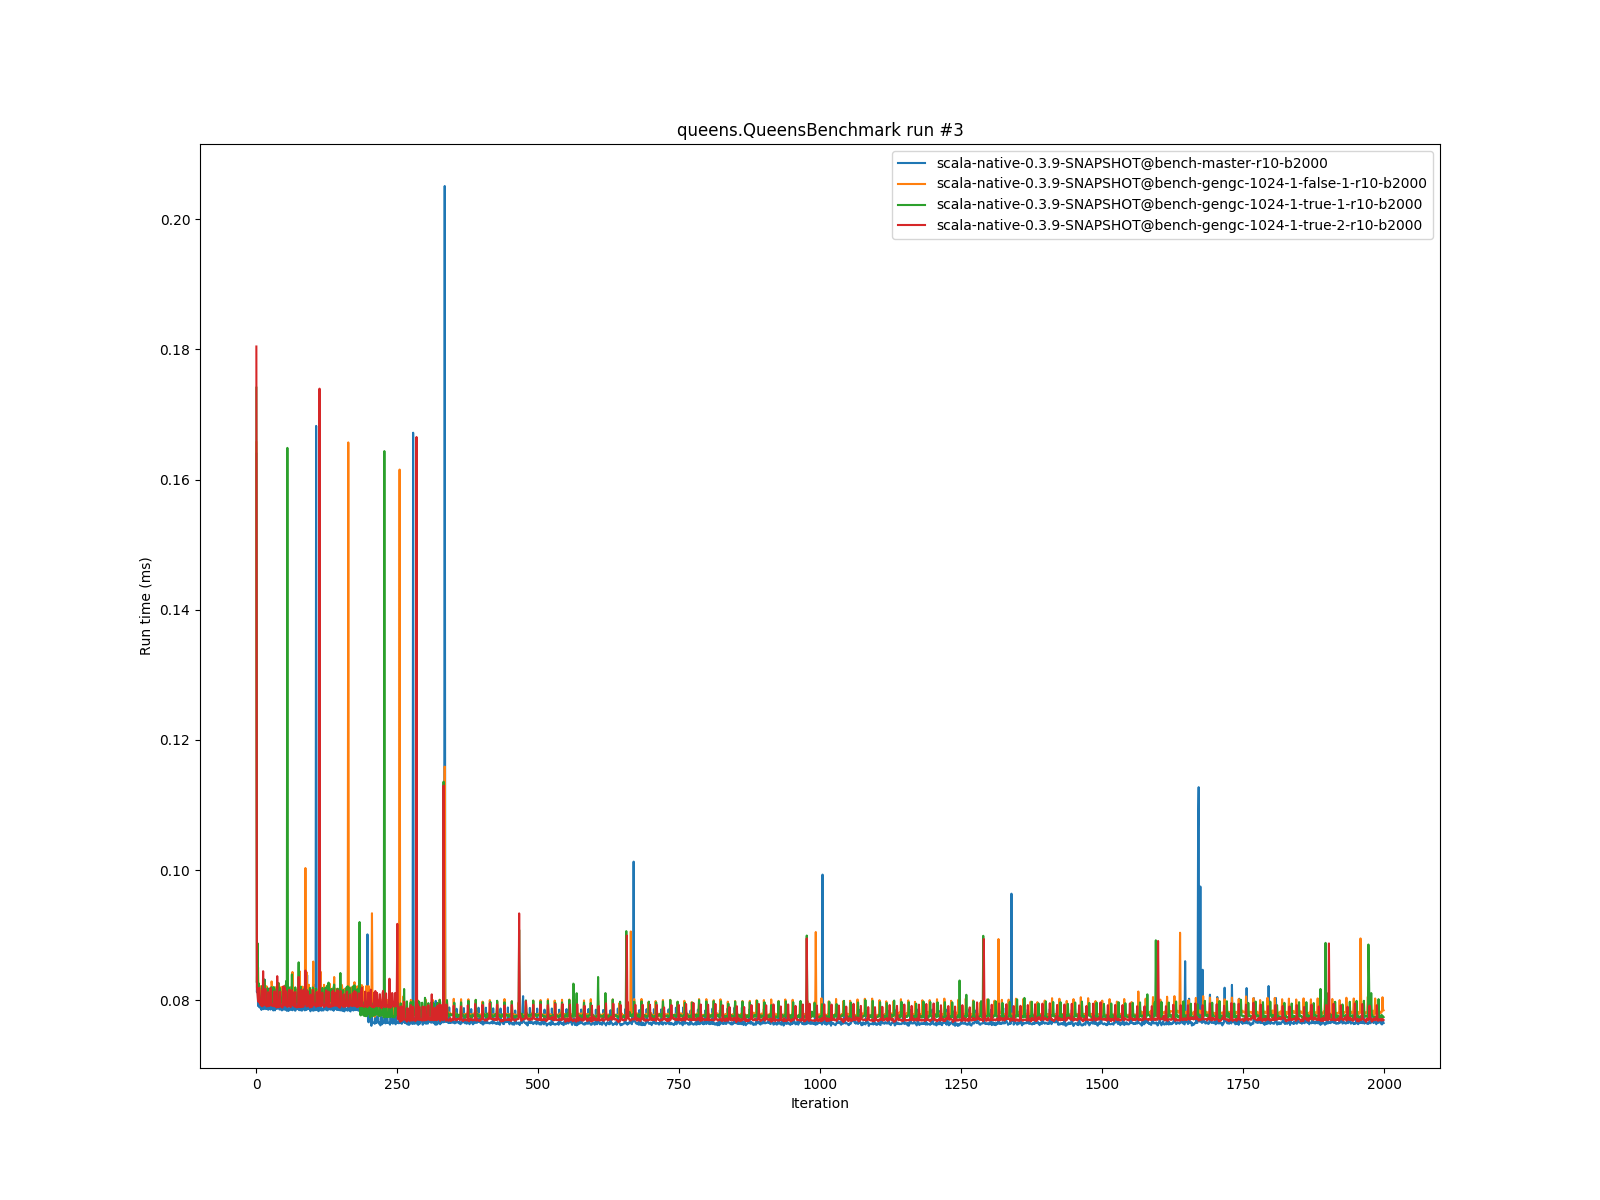 queens.QueensBenchmark run #3
scala-native-0.3.9-SNAPSHOT@bench-master-r10-b2000
scala-native-0.3.9-SNAPSHOT@bench-gengc-1024-1-false-1-r10-b2000
scala-native-0.3.9-SNAPSHOT@bench-gengc-1024-1-true-1-r10-b2000
scala-native-0.3.9-SNAPSHOT@bench-gengc-1024-1-true-2-r10-b2000
0.20
0.18
0.16
0.14
0.12
0.10
0.08
Run time (ms)
0 250 500 750 1000 1250 1500 1750 2000
Iteration